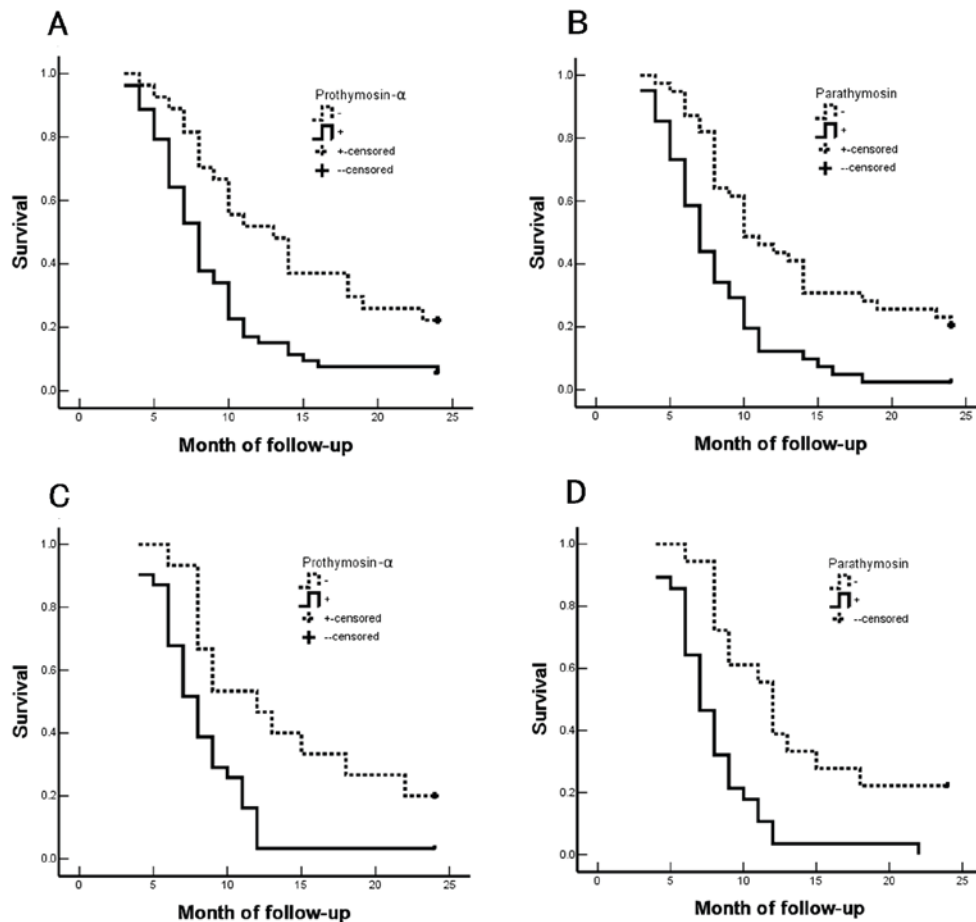 A
Survival
1.0
0.8
0.6
0.4
0.2
0.0
0
5
10
15
20
25
Month of follow-up
Prothymosin-α
-
+
+-censored
--censored
B
Survival
1.0
0.8
0.6
0.4
0.2
0.0
0
5
10
15
20
25
Month of follow-up
Parathymosin
-
+
+-censored
--censored
C
Survival
1.0
0.8
0.6
0.4
0.2
0.0
0
5
10
15
20
25
Month of follow-up
Prothymosin-α
-
+
+-censored
--censored
D
Survival
1.0
0.8
0.6
0.4
0.2
0.0
0
5
10
15
20
25
Month of follow-up
Parathymosin
-
+
--censored